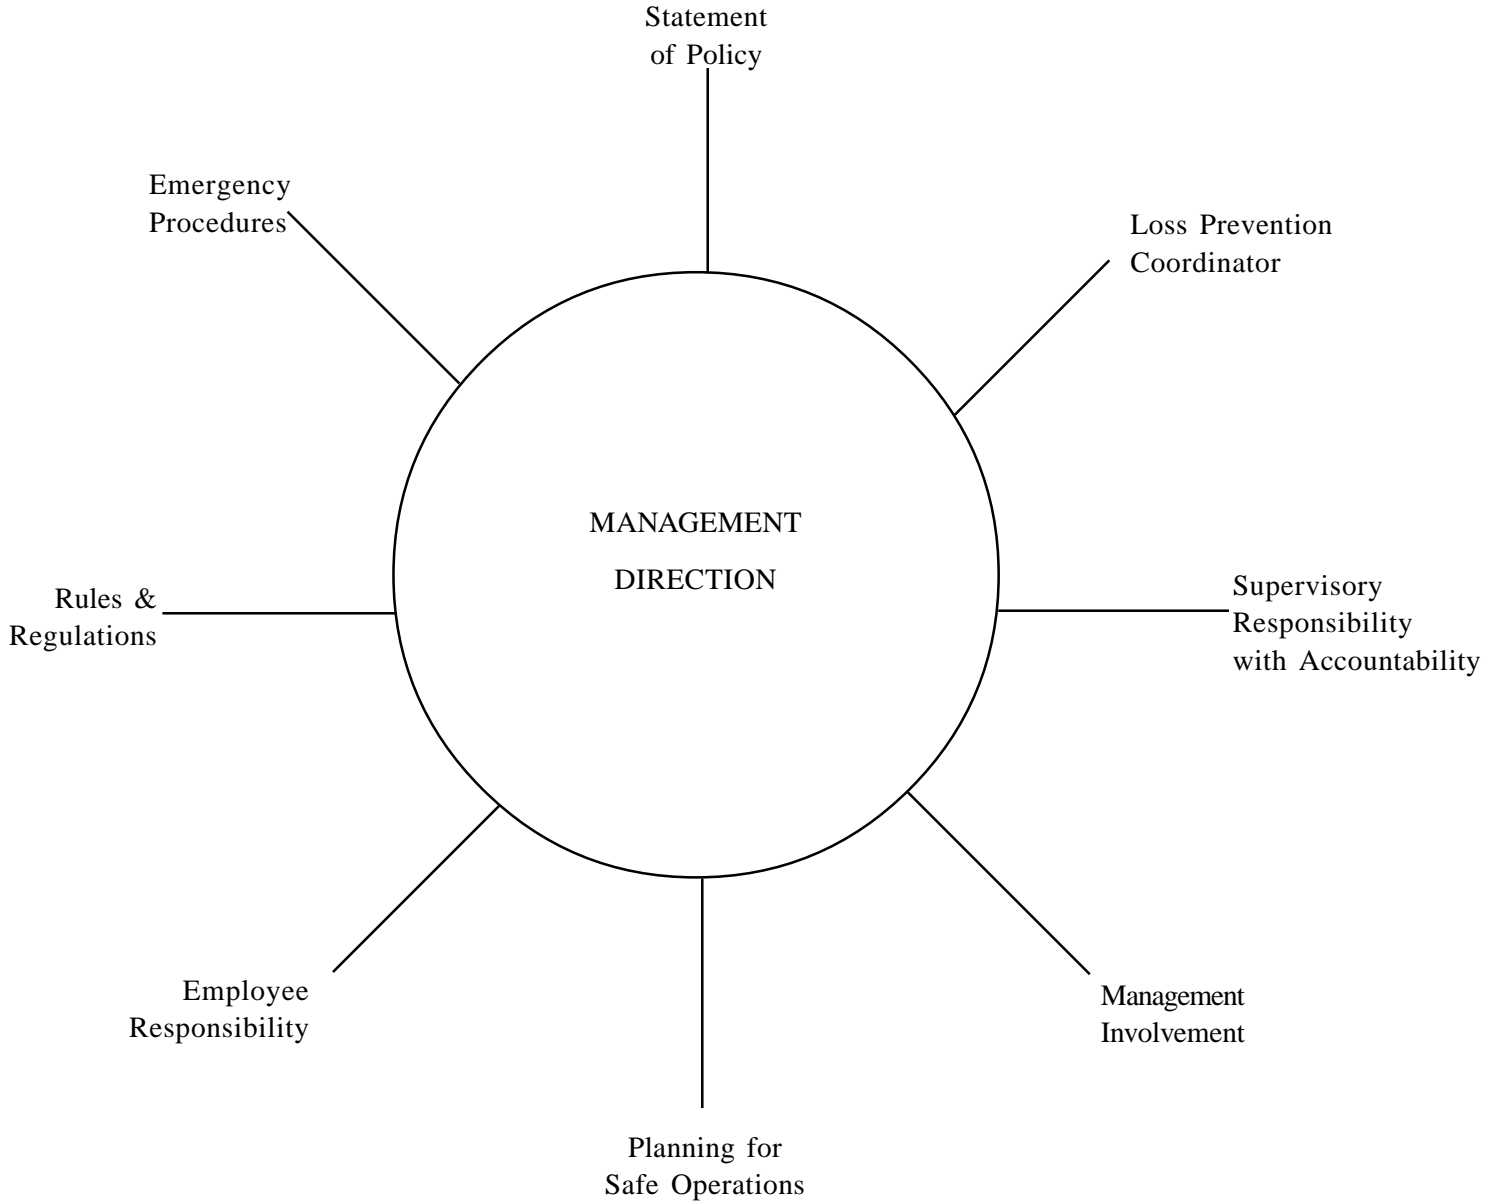 Statement
of Policy
Emergency
Procedures
Loss Prevention
Coordinator
MANAGEMENT
DIRECTION
Rules &
Regulations
Supervisory
Responsibility
with Accountability
Employee
Responsibility
Management
Involvement
Planning for
Safe Operations